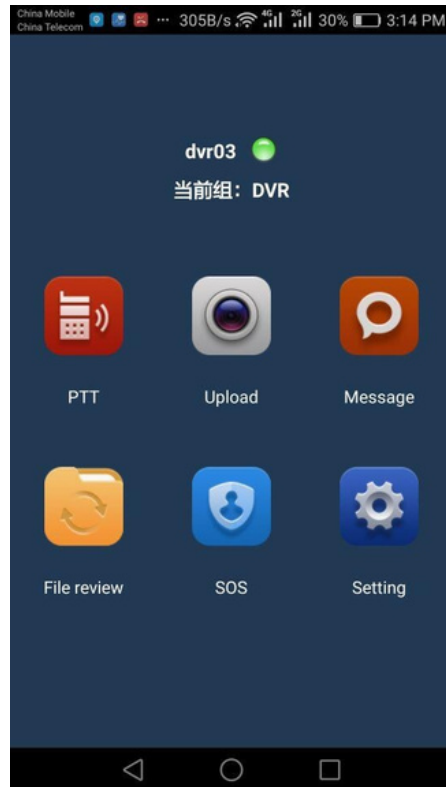 China Mobile
China Telecom
... 305B/s 4G 2G 30% 3:14 PM
dvr03
当前组：DVR
PTT
Upload
Message
File review
SOS
Setting